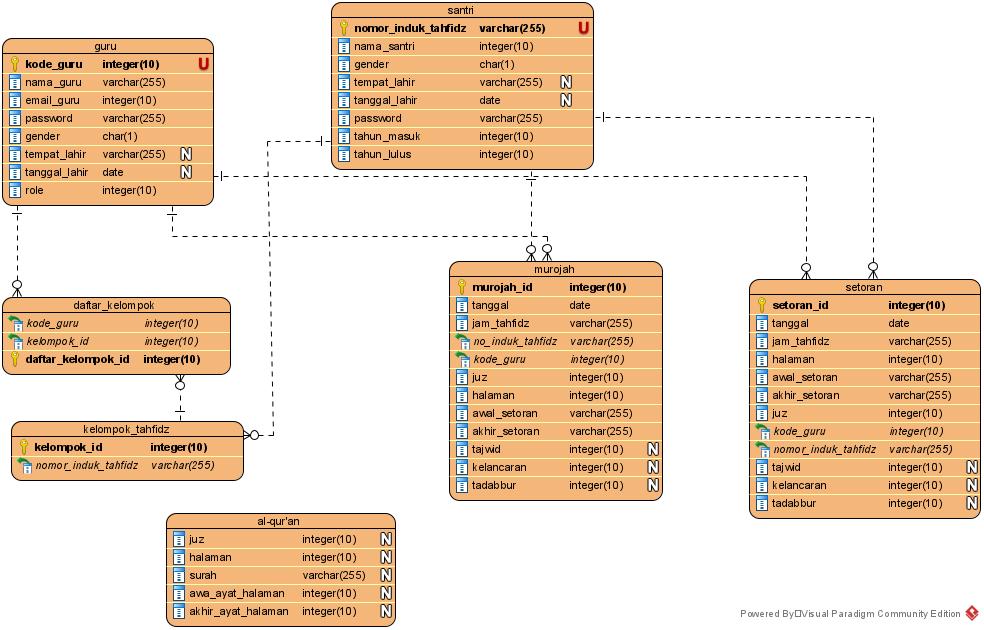 santri
nomor_induk_tahfidz varchar(255) U
nama_santri integer(10)
gender char(1)
tempat_lahir varchar(255) N
tanggal_lahir date N
password varchar(255)
tahun_masuk integer(10)
tahun_lulus integer(10)
guru
kode_guru integer(10) U
nama_guru varchar(255)
email_guru integer(10)
password varchar(255)
gender char(1)
tempat_lahir varchar(255) N
tanggal_lahir date N
role integer(10)
daftar_kelompok
kode_guru integer(10)
kelompok_id integer(10)
daftar_kelompok_id integer(10)
kelompok_tahfidz
kelompok_id integer(10)
nomor_induk_tahfidz varchar(255)
murojah
murojah_id integer(10)
tanggal date
jam_tahfidz varchar(255)
no_induk_tahfidz varchar(255)
kode_guru integer(10)
juz integer(10)
halaman integer(10)
awal_setoran varchar(255)
akhir_setoran varchar(255)
tajwid integer(10) N
kelancaran integer(10) N
tadabbur integer(10) N
setoran
setoran_id integer(10)
tanggal date
jam_tahfidz varchar(255)
halaman integer(10)
awal_setoran varchar(255)
akhir_setoran varchar(255)
juz integer(10)
kode_guru integer(10)
nomor_induk_tahfidz varchar(255)
tajwid integer(10) N
kelancaran integer(10) N
tadabbur integer(10) N
al-qur'an
juz integer(10) N
halaman integer(10) N
surah varchar(255) N
awa_ayat_halaman integer(10) N
akhir_ayat_halaman integer(10) N
Powered By▯Visual Paradigm Community Edition